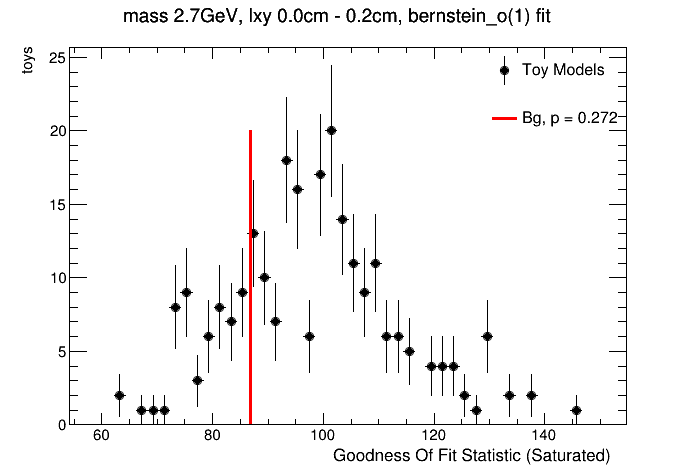 mass 2.7GeV, lxy 0.0cm - 0.2cm, bernstein_o(1) fit
toys
25
20
15
10
5
0
Toy Models
Bg, p = 0.272
60 80 100 120 140
Goodness Of Fit Statistic (Saturated)